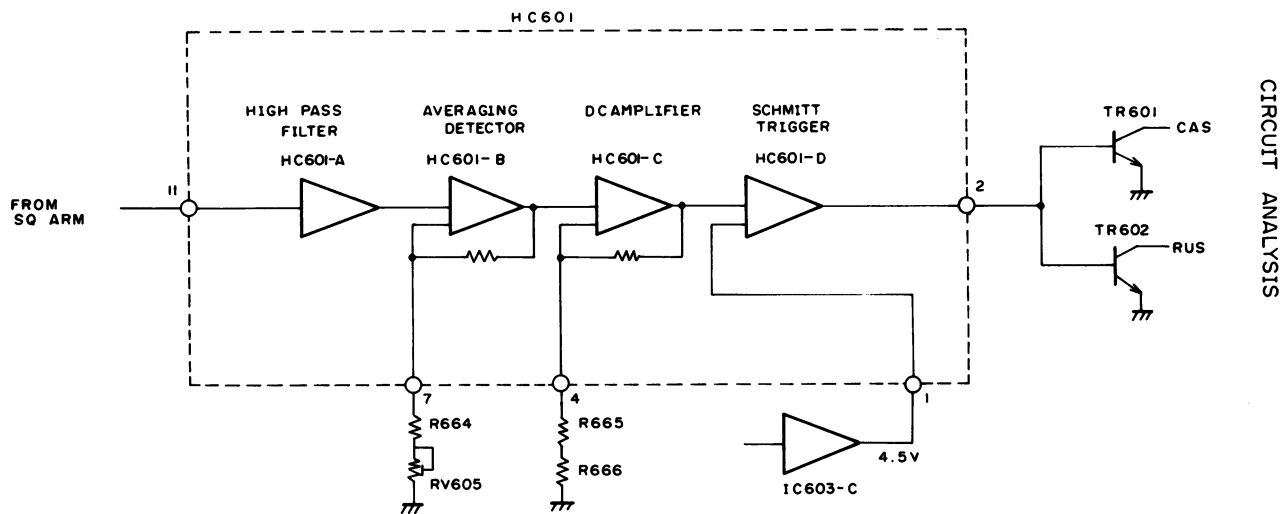 HC601
HIGH PASS
FILTER
HC601-A
AVERAGING
DETECTOR
HC601-B
DC AMPLIFIER
HC601-C
SCHMITT
TRIGGER
HC601-D
TR601
CAS
11
2
FROM
SQ ARM
TR602
RUS
7
4
1
R664
RV605
R665
R666
4.5V
IC603-C
CIRCUIT ANALYSIS